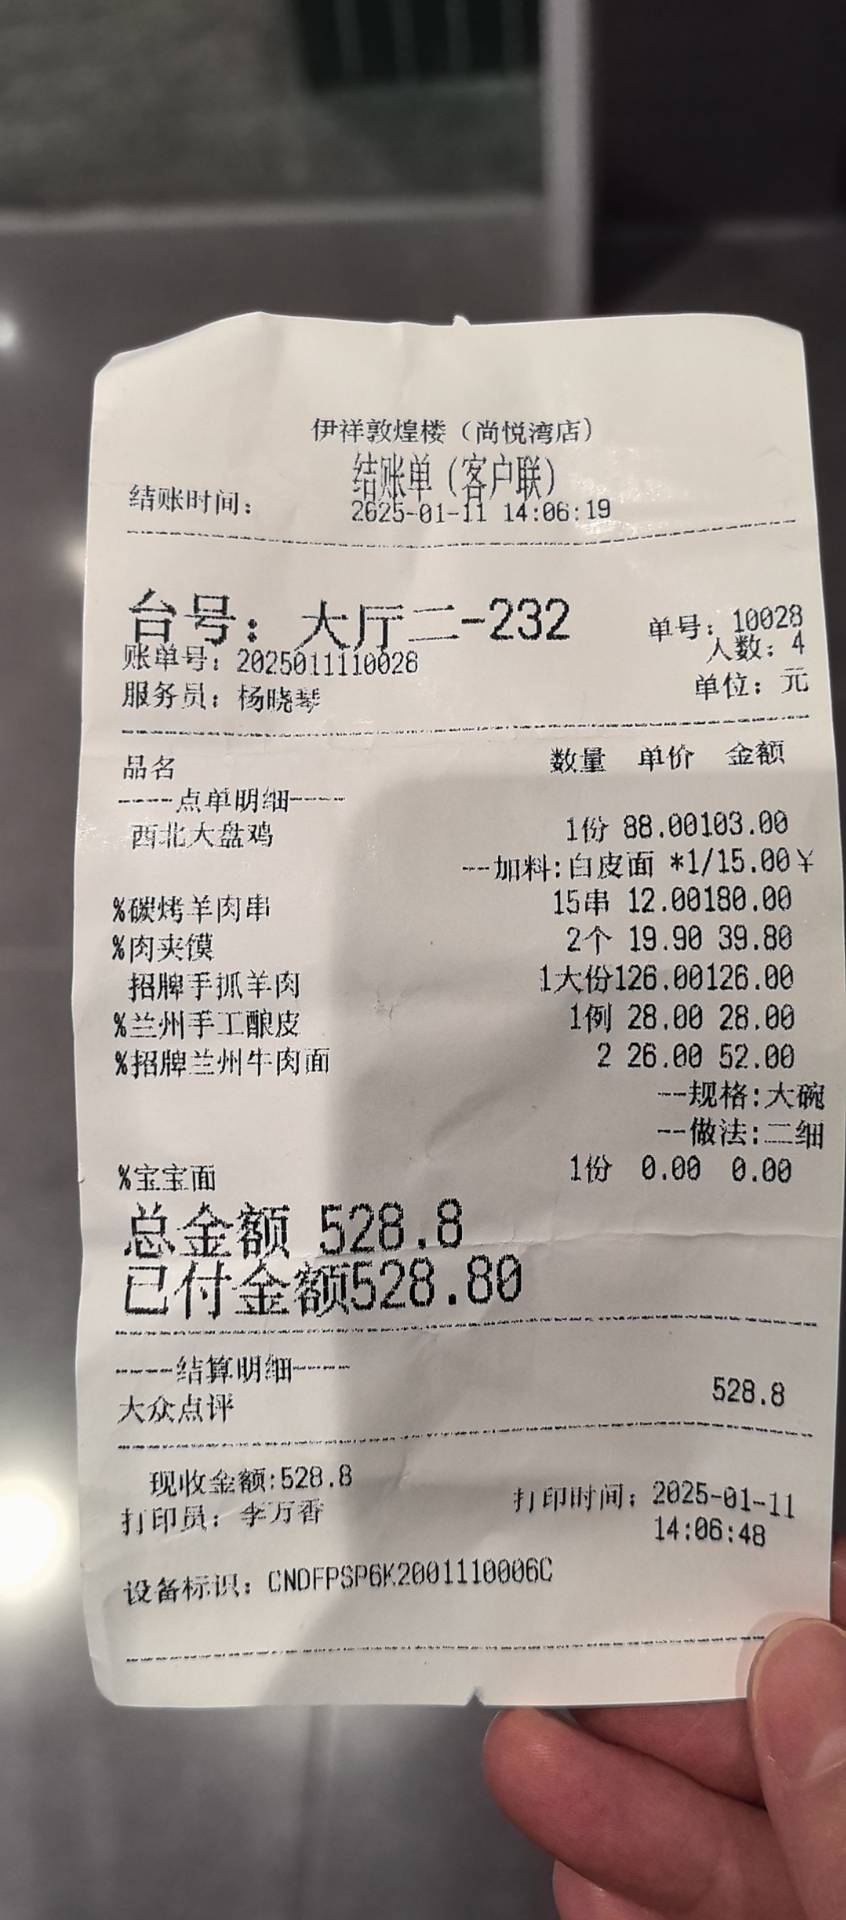 伊祥敦煌楼（尚悦湾店）
结账单（客户联）
结账时间： 2025-01-11 14:06:19
台号：大厅二-232 单号：10028
账单号：2025011110028 人数：4
服务员：杨晓琴 单位：元
品名 数量 单价 金额
----点单明细----
西北大盘鸡 1份 88.00103.00
--加料:白皮面 *1/15.00￥
%碳烤羊肉串 15串 12.00180.00
%肉夹馍 2个 19.90 39.80
招牌手抓羊肉 1大份126.00126.00
%兰州手工酿皮 1例 28.00 28.00
%招牌兰州牛肉面 2 26.00 52.00
--规格:大碗
--做法:二细
%宝宝面 1份 0.00 0.00
总金额 528.8
已付金额528.80
----结算明细----
大众点评 528.8
现收金额:528.8
打印员：李万香 打印时间：2025-01-11
14:06:48
设备标识：CNDFPSP6K2001110006C